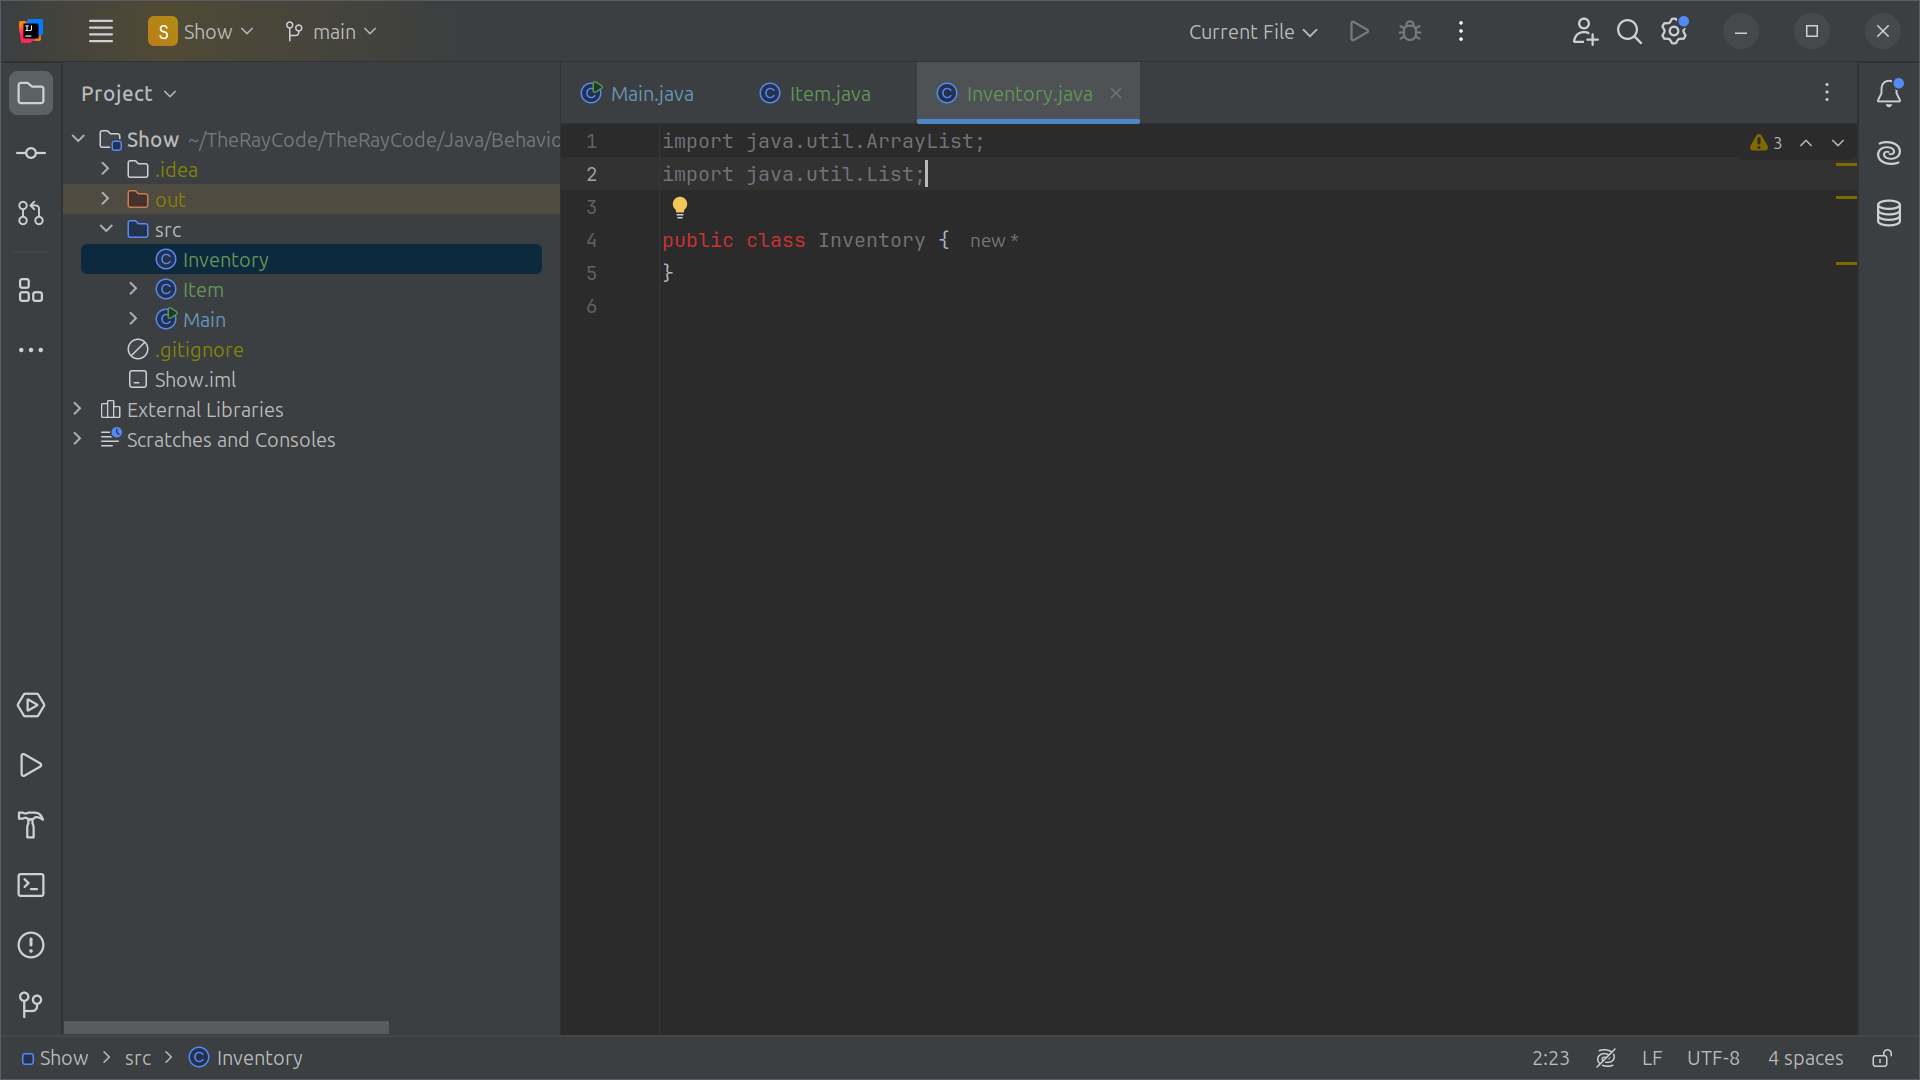 S Show main Current File
Project
Main.java Item.java Inventory.java
Show ~/TheRayCode/TheRayCode/Java/Behavio
.idea
out
src
Inventory
Item
Main
.gitignore
Show.iml
External Libraries
Scratches and Consoles
1 import java.util.ArrayList;
2 import java.util.List;
3
4 public class Inventory { new *
5 }
6
3
Show src Inventory
2:23 LF UTF-8 4 spaces